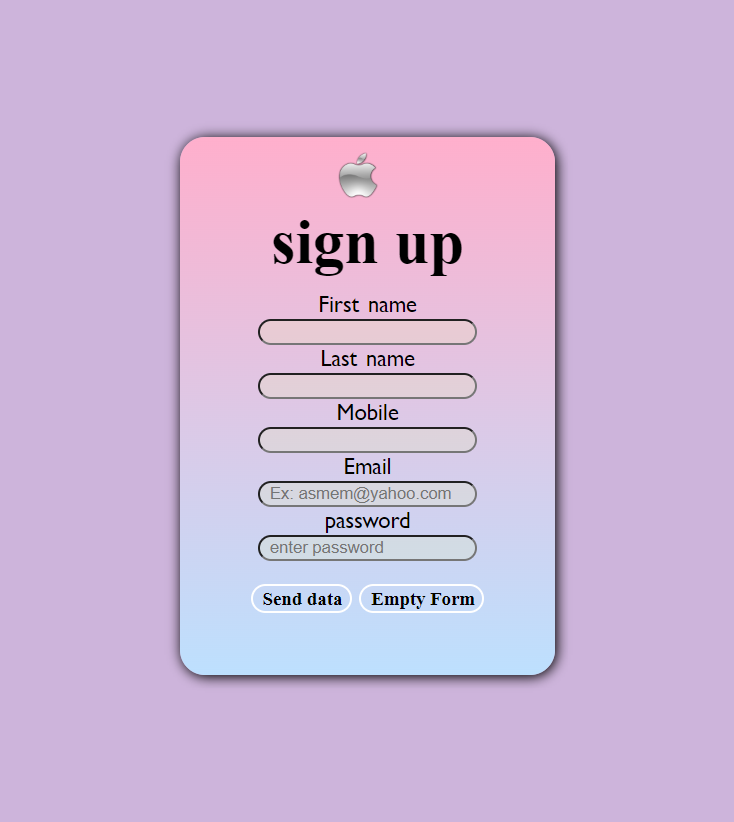 sign up
First name
Last name
Mobile
Email
Ex: asmem@yahoo.com
password
enter password
Send data Empty Form